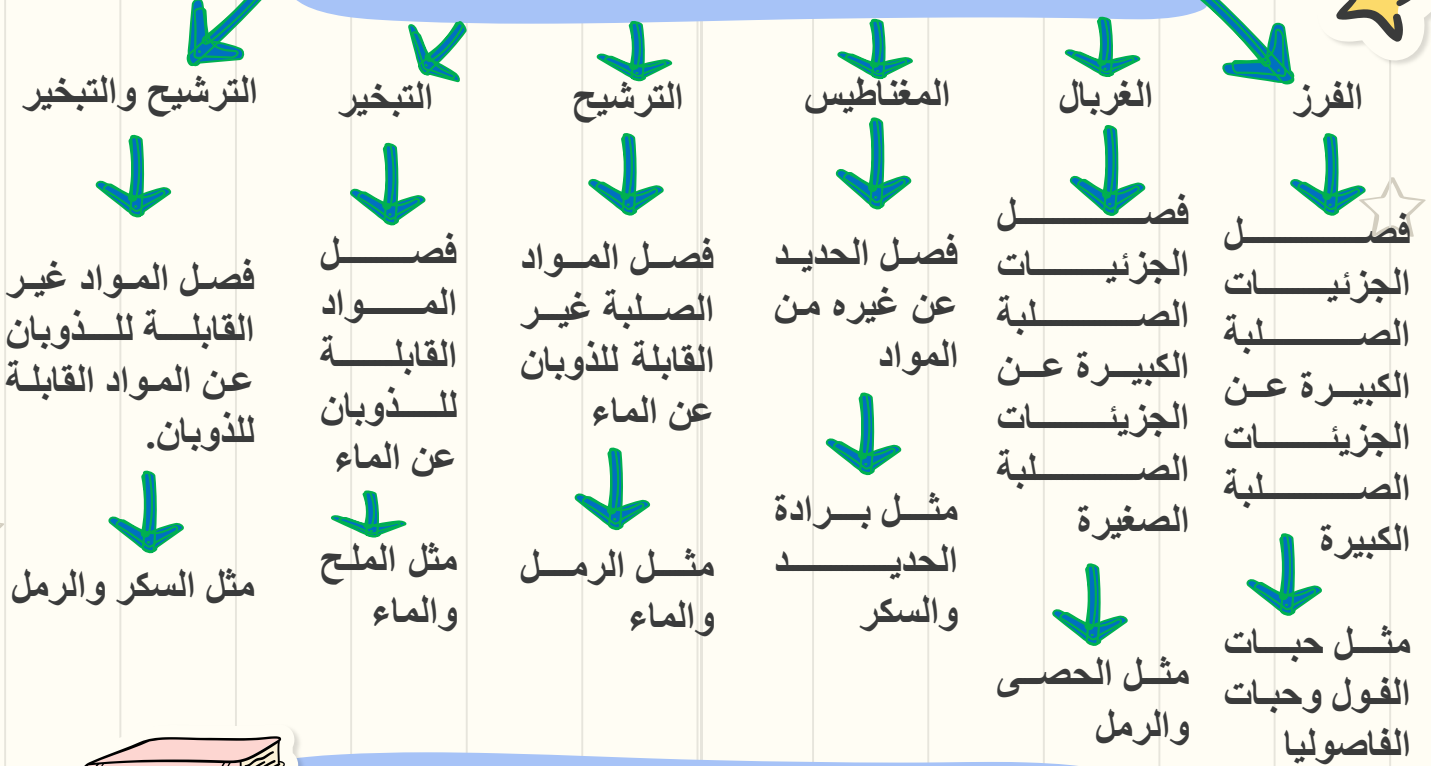 الفرز
فصل
الجزئيات
الصلبة
الكبيرة عن
الجزيئات
الصلبة
الكبيرة
مثل حبات
الفول وحبات
الفاصوليا
الغربال
فصل
الجزئيات
الصلبة
الكبيرة عن
الجزيئات
الصلبة
الصغيرة
مثل الحصى
والرمل
المغناطيس
فصل الحديد
عن غيره من
المواد
مثل برادة
الحديد
والسكر
الترشيح
فصل المواد
الصلبة غير
القابلة للذوبان
عن الماء
مثل الرمل
والماء
التبخير
فصل
المواد
القابلة
للذوبان
عن الماء
مثل الملح
والماء
الترشيح والتبخير
فصل المواد غير
القابلة للذوبان
عن المواد القابلة
للذوبان.
مثل السكر والرمل